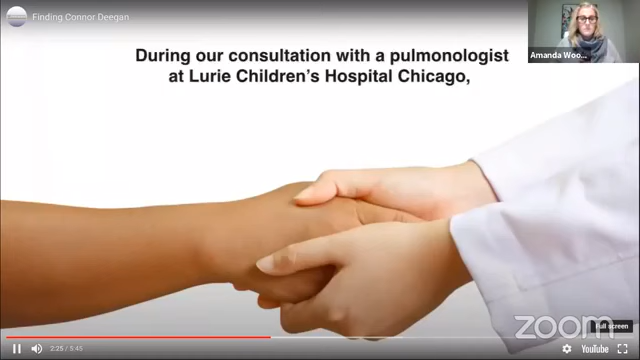 Finding Connor Deegan
Amanda Woo...
During our consultation with a pulmonologist
at Lurie Children's Hospital Chicago,
Full screen
zoom
2:25 / 5:45
YouTube